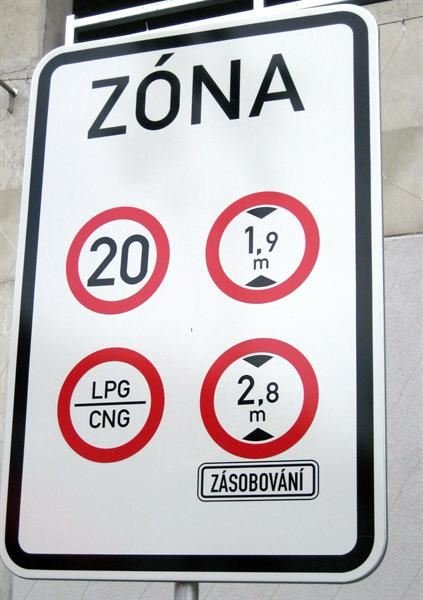 ZÓNA
20
1,9
m
LPG
CNG
2,8
m
ZÁSOBOVÁNÍ